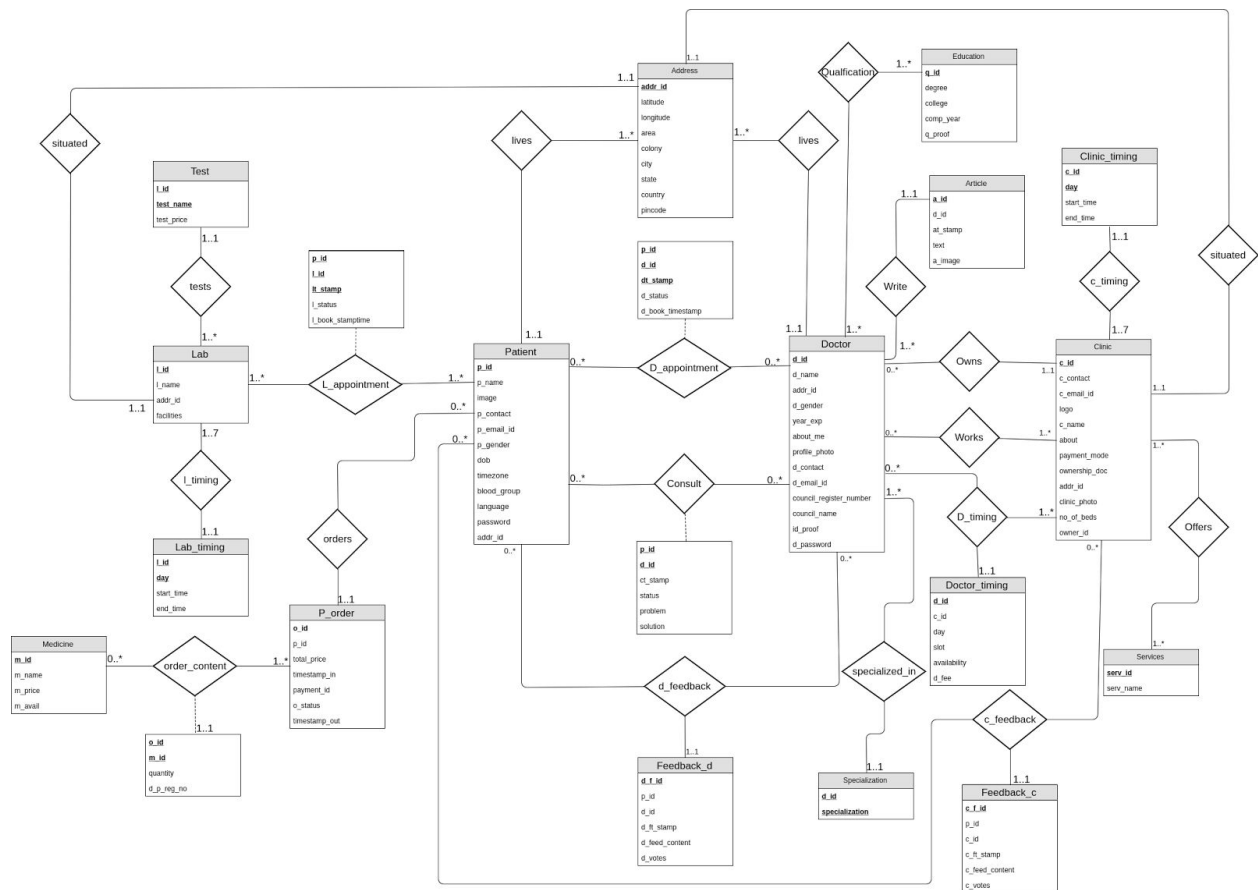 1..1
Address
addr_id
latitude
longitude
area
colony
city
state
country
pincode
1..1
situated
1..1
lives
1..*
1..1
1..*
lives
1..1
Qualfication
1..*
1..*
Education
q_id
degree
college
comp_year
q_proof
Test
l_id
test_name
test_price
1..1
tests
1..*
Lab
l_id
l_name
addr_id
facilities
1..7
l_timing
1..1
Lab_timing
l_id
day
start_time
end_time
p_id
l_id
lt_stamp
l_status
l_book_stamptime
1..*
L_appointment
1..*
Patient
p_id
p_name
image
p_contact
p_email_id
p_gender
dob
timezone
blood_group
language
password
addr_id
0..*
0..*
0..*
p_id
d_id
dt_stamp
d_status
d_book_timestamp
0..*
D_appointment
0..*
0..*
Consult
0..*
p_id
d_id
ct_stamp
status
problem
solution
Doctor
d_id
d_name
addr_id
d_gender
year_exp
about_me
profile_photo
d_contact
d_email_id
council_register_number
council_name
id_proof
d_password
0..*
Article
a_id
d_id
at_stamp
text
a_image
1..1
Write
1..*
Clinic_timing
c_id
day
start_time
end_time
1..1
c_timing
1..7
situated
1..1
0..*
Owns
1..1
0..*
Works
1..*
Clinic
c_id
c_contact
c_email_id
logo
c_name
about
payment_mode
ownership_doc
addr_id
clinic_photo
no_of_beds
owner_id
0..*
0..*
D_timing
1..*
1..1
Doctor_timing
d_id
c_id
day
slot
availability
d_fee
1..*
Offers
1..*
Services
serv_id
serv_name
orders
1..1
P_order
o_id
p_id
total_price
timestamp_in
payment_id
o_status
timestamp_out
Medicine
m_id
m_name
m_price
m_avail
0..*
order_content
1..*
1..1
o_id
m_id
quantity
d_p_reg_no
d_feedback
1..1
Feedback_d
d_f_id
p_id
d_id
d_ft_stamp
d_feed_content
d_votes
1..*
specialized_in
1..1
Specialization
d_id
specialization
c_feedback
1..1
Feedback_c
c_f_id
p_id
c_id
c_ft_stamp
c_feed_content
c_votes